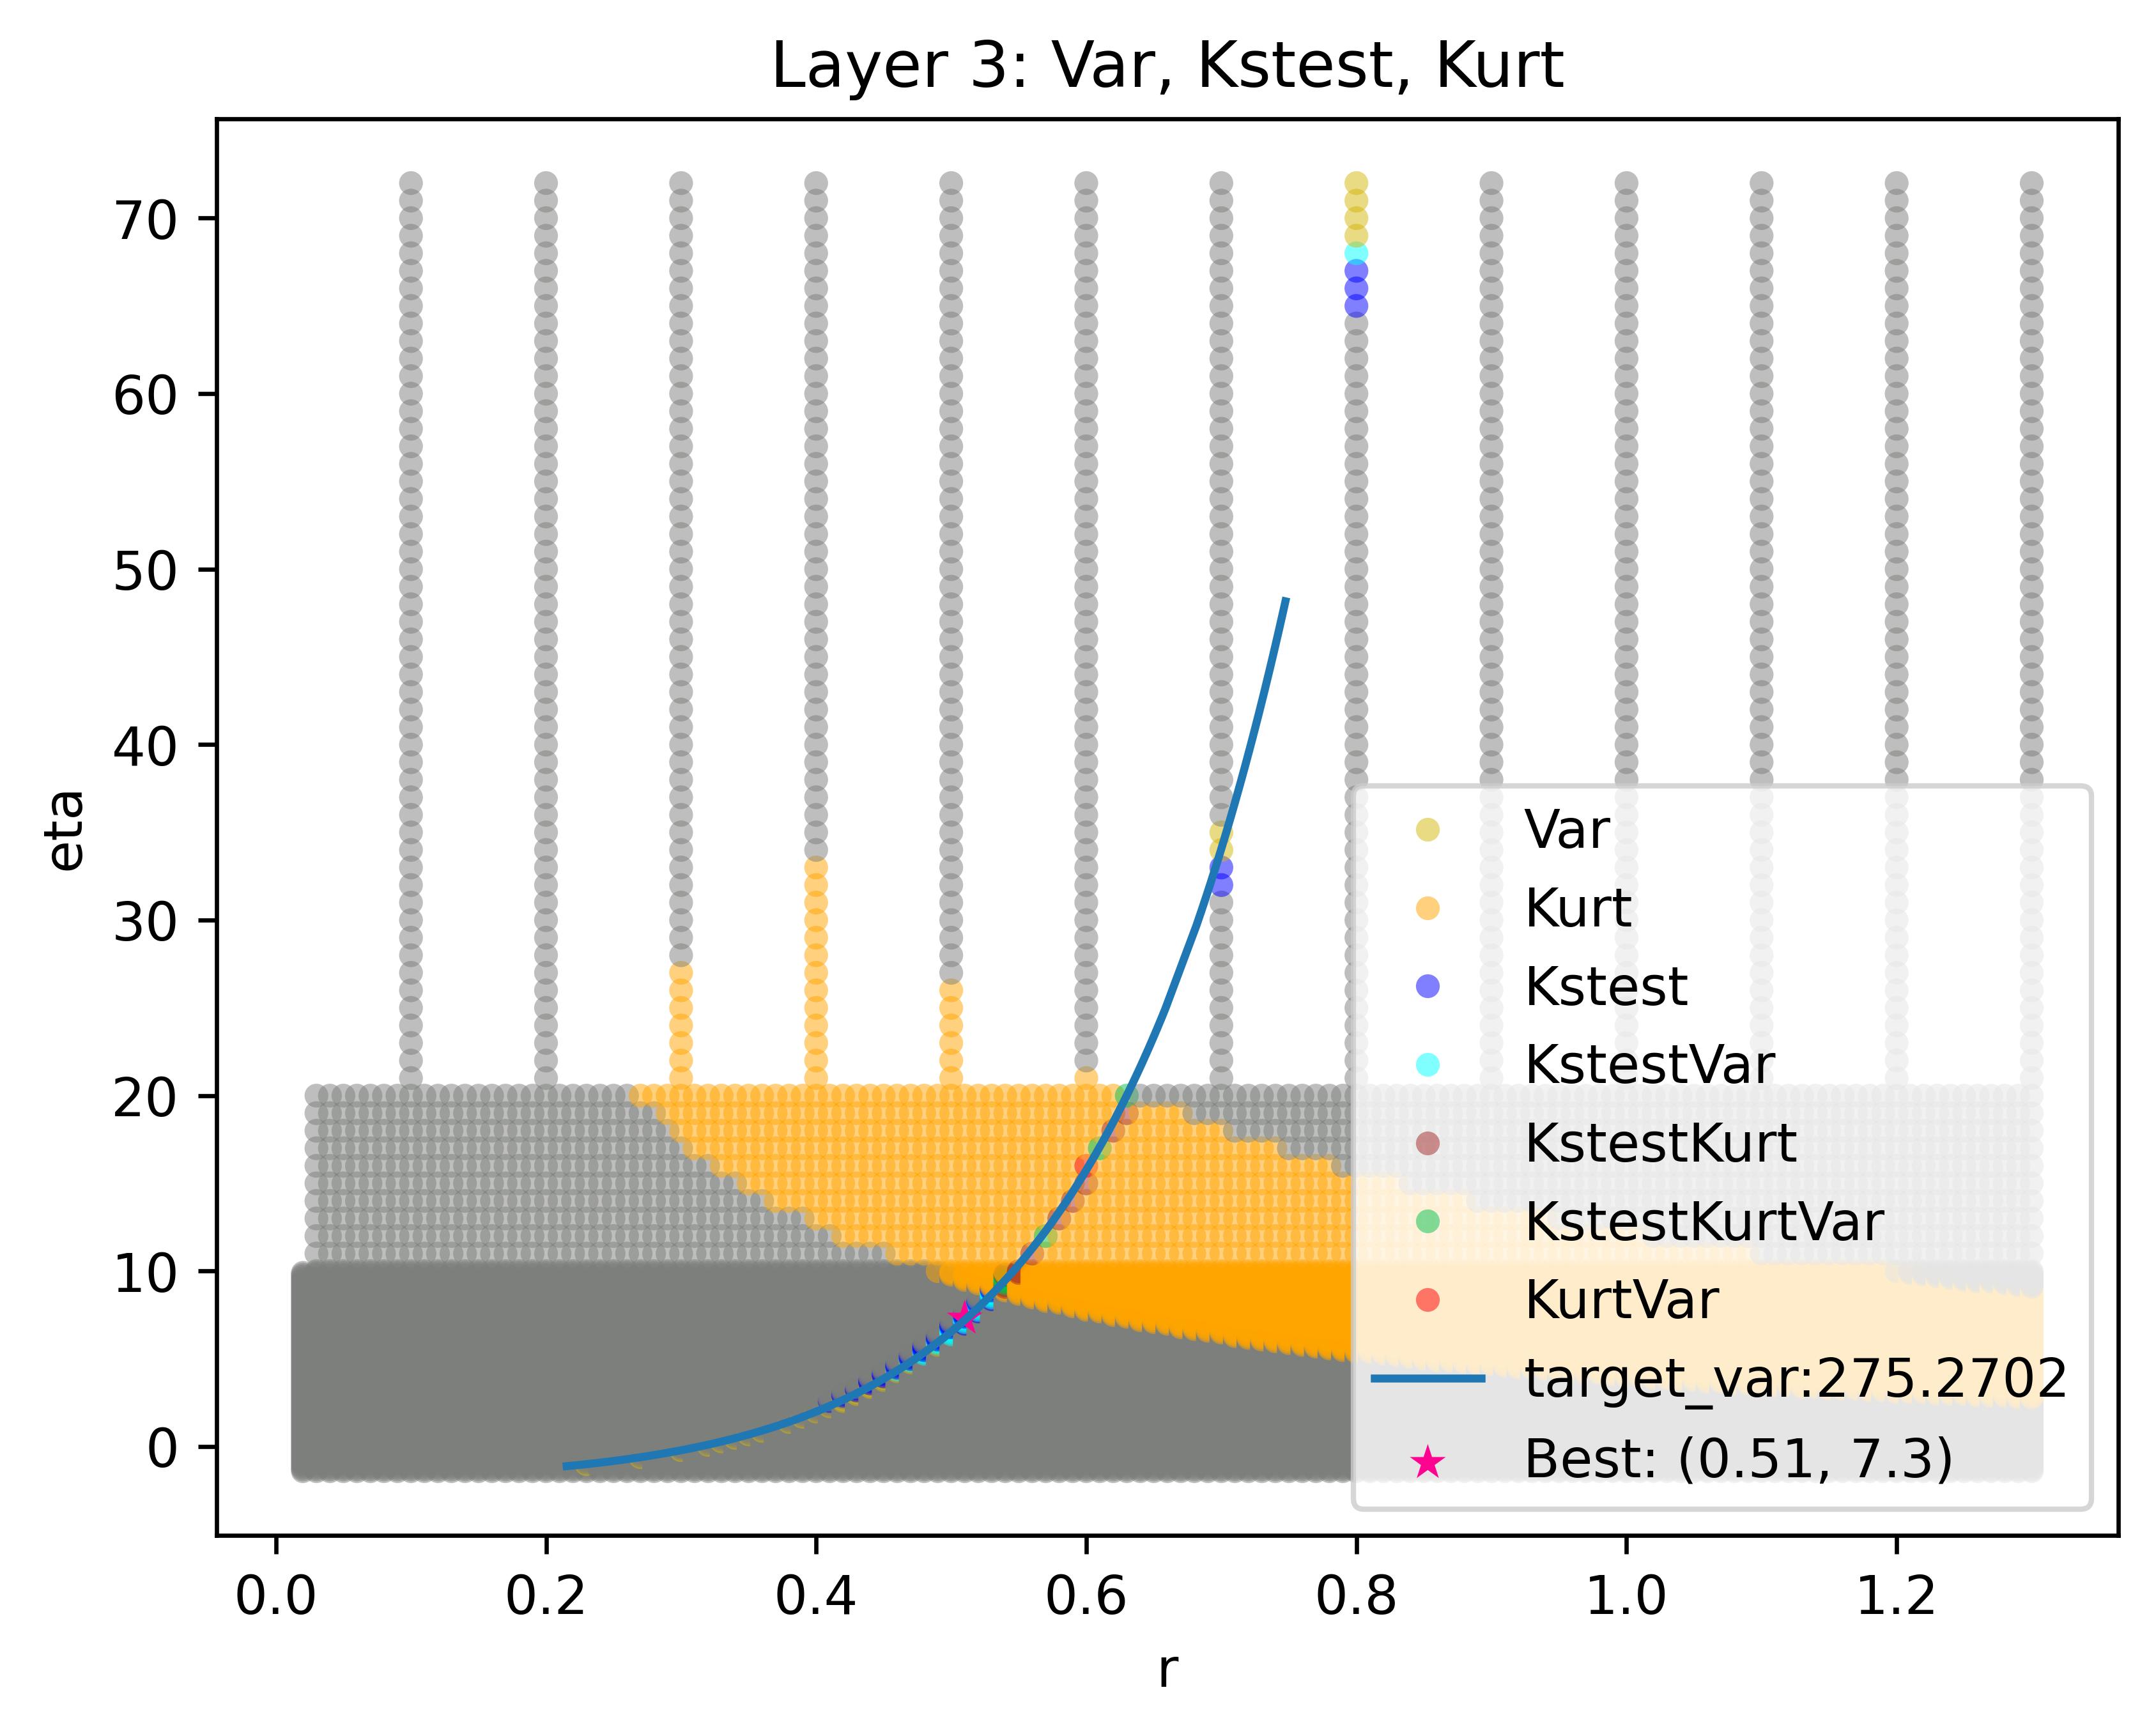 Layer 3: Var, Kstest, Kurt
eta
70
60
50
40
30
20
10
0
Var
Kurt
Kstest
KstestVar
KstestKurt
KstestKurtVar
KurtVar
target_var:275.2702
Best: (0.51, 7.3)
0.0 0.2 0.4 0.6 0.8 1.0 1.2
r